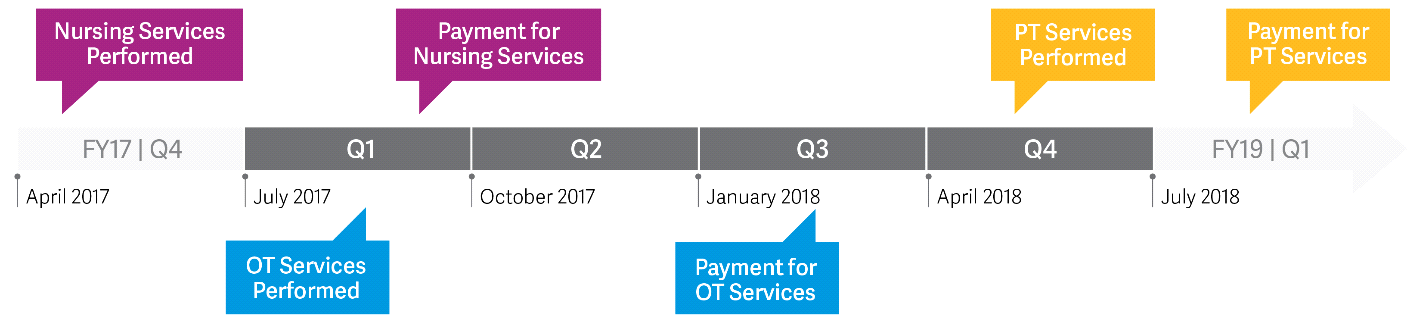 Nursing Services
Performed
Payment for
Nursing Services
PT Services
Performed
Payment for
PT Services
FY17 | Q4
Q1
Q2
Q3
Q4
FY19 | Q1
April 2017
July 2017
October 2017
January 2018
April 2018
July 2018
OT Services
Performed
Payment for
OT Services